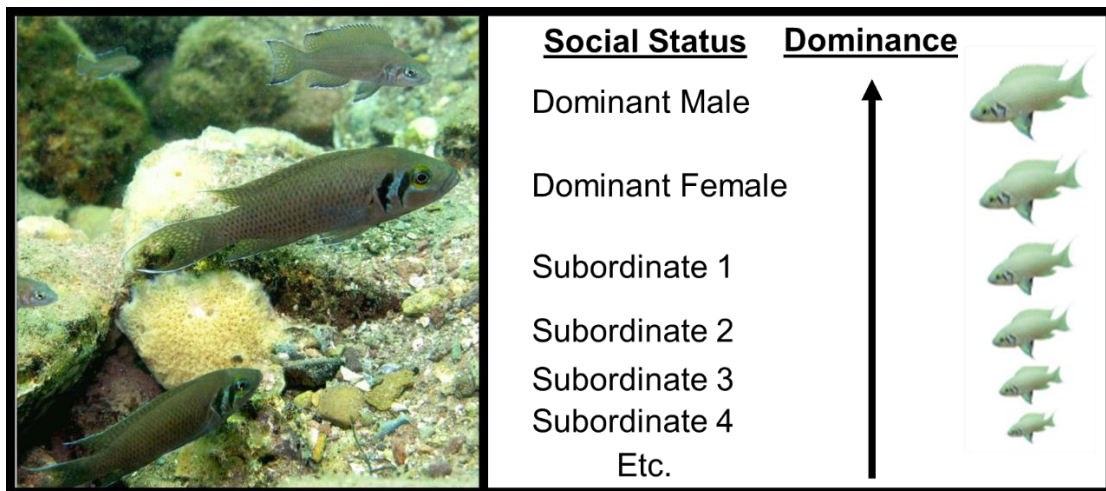 Social Status Dominance
Dominant Male
Dominant Female
Subordinate 1
Subordinate 2
Subordinate 3
Subordinate 4
Etc.